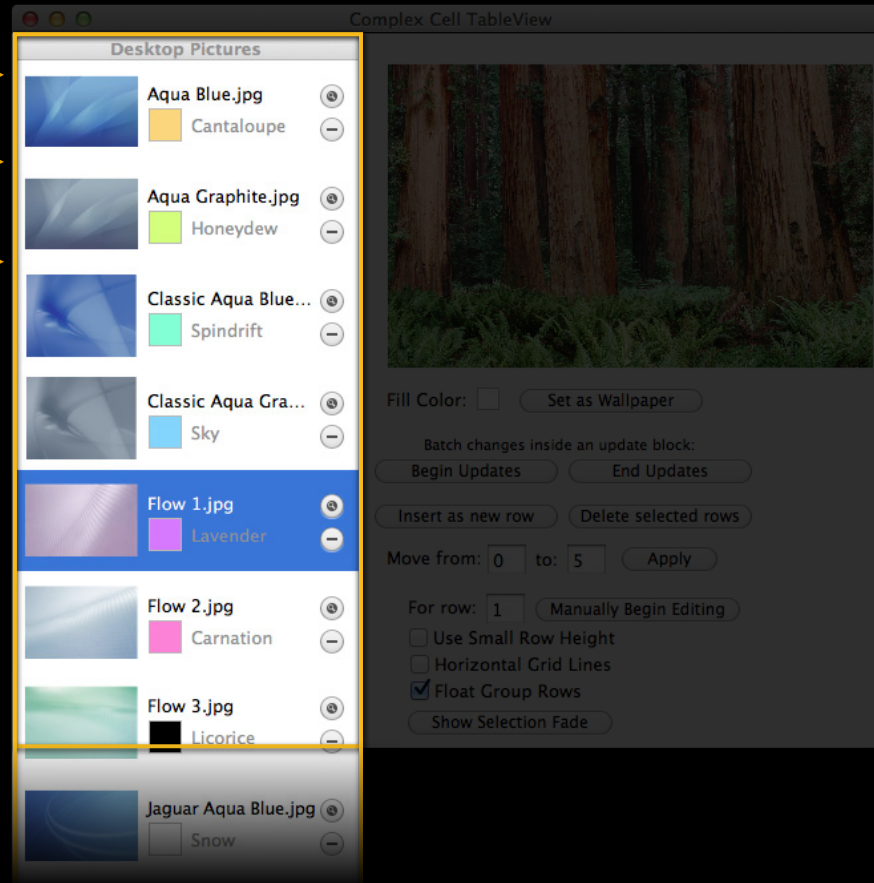 Complex Cell TableView
Desktop Pictures
Aqua Blue.jpg
Cantaloupe
Aqua Graphite.jpg
Honeydew
Classic Aqua Blue...
Spindrift
Classic Aqua Gra...
Sky
Flow 1.jpg
Lavender
Flow 2.jpg
Carnation
Flow 3.jpg
Licorice
Jaguar Aqua Blue.jpg
Snow
Fill Color:
Set as Wallpaper
Batch changes inside an update block:
Begin Updates End Updates
Insert as new row Delete selected rows
Move from: 0 to: 5 Apply
For row: 1 Manually Begin Editing
Use Small Row Height
Horizontal Grid Lines
Float Group Rows
Show Selection Fade